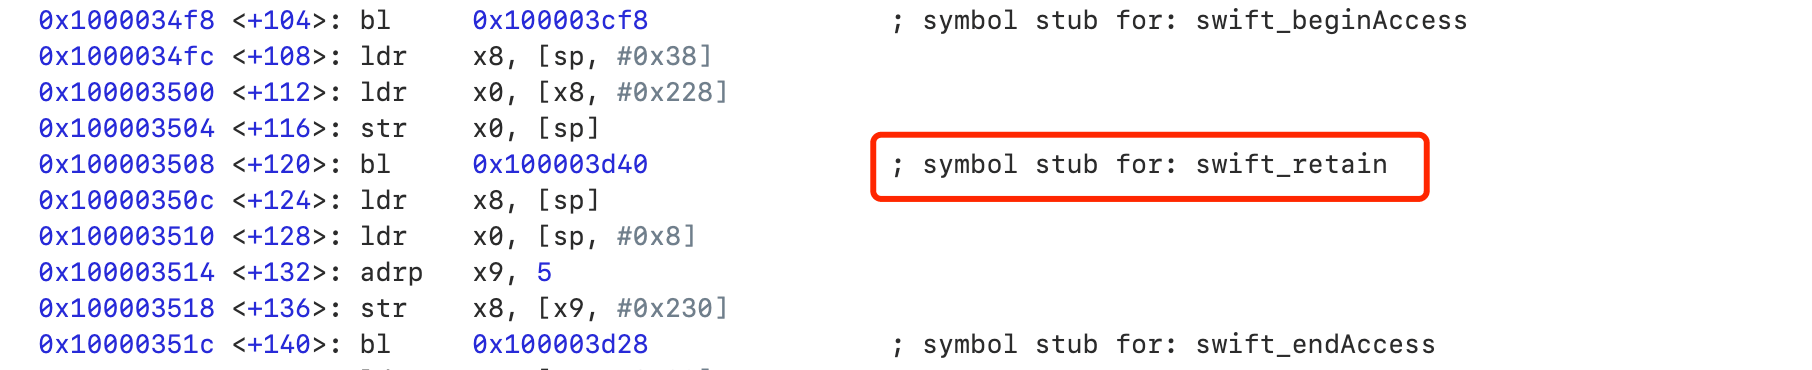 0x1000034f8 <+104>: bl 0x100003cf8 ; symbol stub for: swift_beginAccess
0x1000034fc <+108>: ldr x8, [sp, #0x38]
0x100003500 <+112>: ldr x0, [x8, #0x228]
0x100003504 <+116>: str x0, [sp]
0x100003508 <+120>: bl 0x100003d40 ; symbol stub for: swift_retain
0x10000350c <+124>: ldr x8, [sp]
0x100003510 <+128>: ldr x0, [sp, #0x8]
0x100003514 <+132>: adrp x9, 5
0x100003518 <+136>: str x8, [x9, #0x230]
0x10000351c <+140>: bl 0x100003d28 ; symbol stub for: swift_endAccess